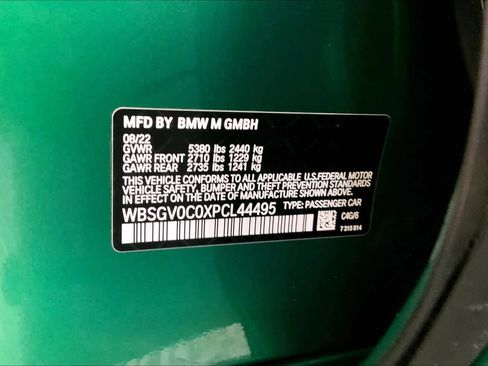 MFD BY BMW M GMBH
08/22
GVWR 5380 lbs 2440 kg
GAWR FRONT 2710 lbs 1229 kg
GAWR REAR 2735 lbs 1241 kg
THIS VEHICLE CONFORMS TO ALL APPLICABLE U.S.FEDERAL MOTOR
VEHICLE SAFETY, BUMPER, AND THEFT PREVENTION STANDARDS
IN EFFECT ON THE DATE OF MANUFACTURE SHOWN ABOVE.
WBSGV0C0XPCL44495 TYPE: PASSENGER CAR
C4G/6
7 315 814